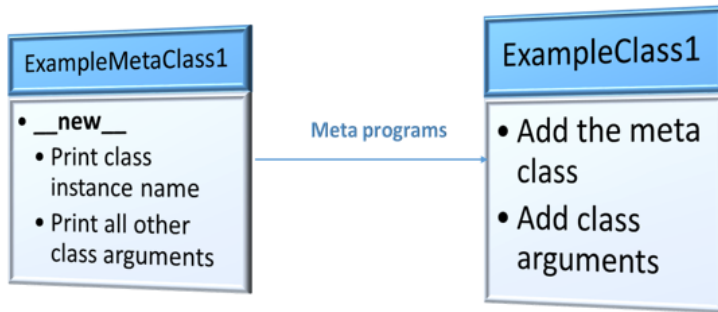 ExampleMetaClass1
• __new__
• Print class
instance name
• Print all other
class arguments
Meta programs
ExampleClass1
• Add the meta
class
• Add class
arguments